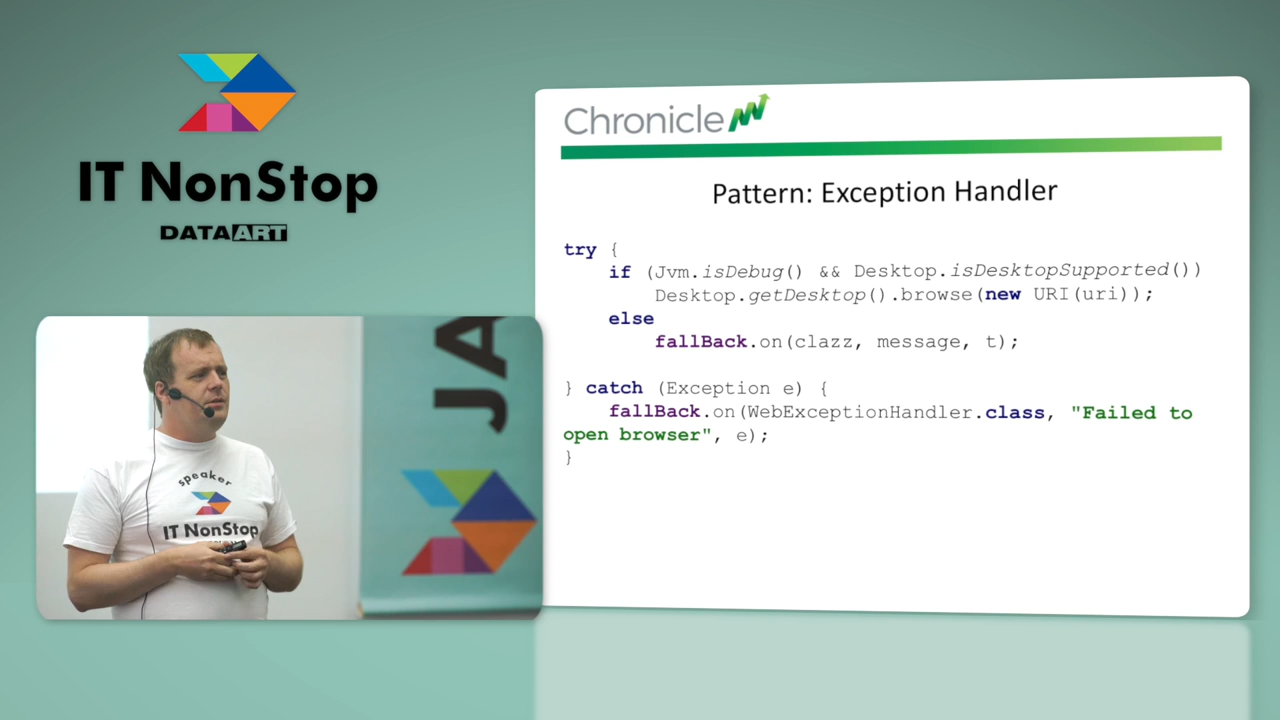 IT NonStop
DATAART
Chronicle
Pattern: Exception Handler
try {
if (Jvm.isDebug() && Desktop.isDesktopSupported())
Desktop.getDesktop().browse(new URI(uri));
else
fallBack.on(clazz, message, t);
} catch (Exception e) {
fallBack.on(WebExceptionHandler.class, "Failed to
open browser", e);
}
JA
speaker
IT NonStop